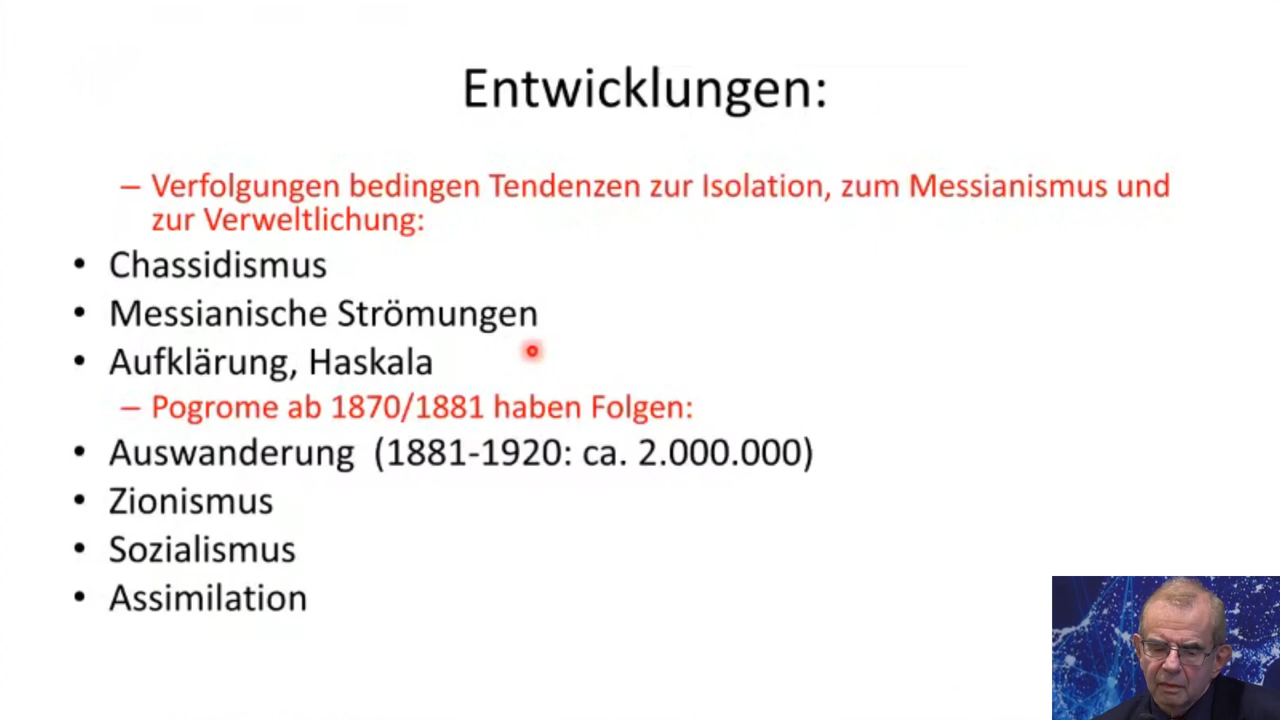 Entwicklungen:
– Verfolgungen bedingen Tendenzen zur Isolation, zum Messianismus und
zur Verweltlichung:
• Chassidismus
• Messianische Strömungen
• Aufklärung, Haskala
– Pogrome ab 1870/1881 haben Folgen:
• Auswanderung (1881-1920: ca. 2.000.000)
• Zionismus
• Sozialismus
• Assimilation